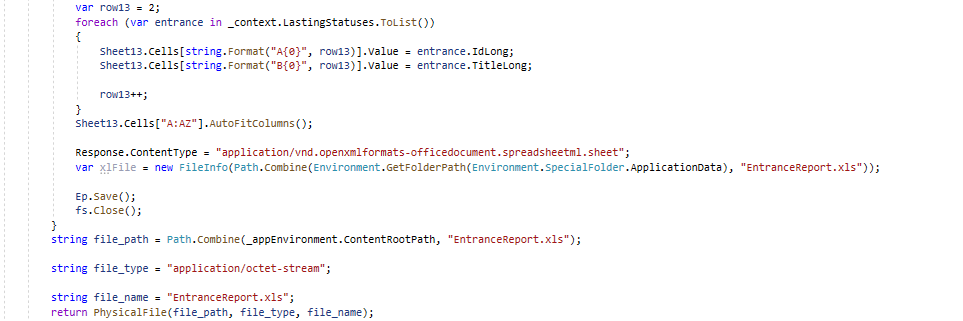 var row13 = 2;
foreach (var entrance in _context.LastingStatuses.ToList())
{
Sheet13.Cells[string.Format("A{0}", row13)].Value = entrance.IdLong;
Sheet13.Cells[string.Format("B{0}", row13)].Value = entrance.TitleLong;
row13++;
}
Sheet13.Cells["A:AZ"].AutoFitColumns();
Response.ContentType = "application/vnd.openxmlformats-officedocument.spreadsheetml.sheet";
var xlFile = new FileInfo(Path.Combine(Environment.GetFolderPath(Environment.SpecialFolder.ApplicationData), "EntranceReport.xls"));
Ep.Save();
fs.Close();
}
string file_path = Path.Combine(_appEnvironment.ContentRootPath, "EntranceReport.xls");
string file_type = "application/octet-stream";
string file_name = "EntranceReport.xls";
return PhysicalFile(file_path, file_type, file_name);